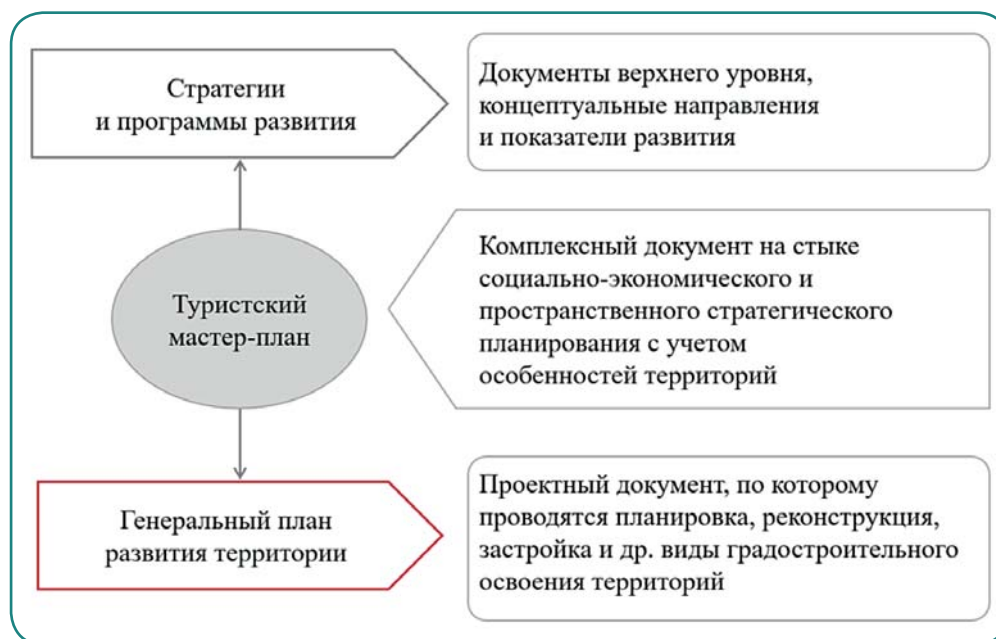 Стратегии
и программы развития
Документы верхнего уровня,
концептуальные направления
и показатели развития
Туристский
мастер-план
Комплексный документ на стыке
социально-экономического и
пространственного стратегического
планирования с учетом
особенностей территорий
Генеральный план
развития территории
Проектный документ, по которому
проводятся планировка, реконструкция,
застройка и др. виды градостроительного
освоения территорий